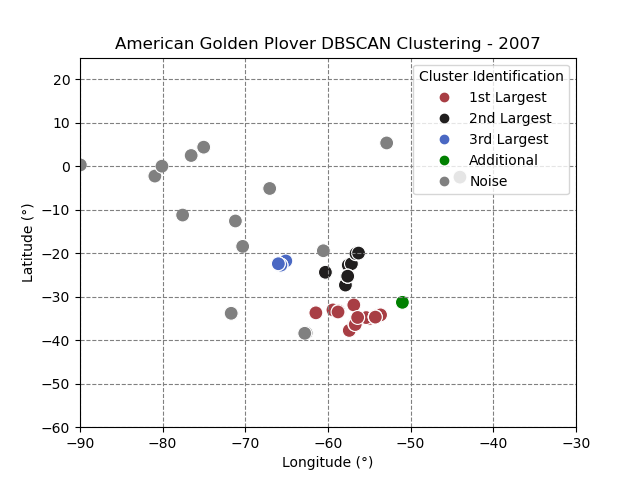 American Golden Plover DBSCAN Clustering - 2007
Cluster Identification
1st Largest
2nd Largest
3rd Largest
Additional
Noise
20
10
0
−10
−20
−30
−40
−50
−60
Latitude (°)
−90
−80
−70
−60
−50
−40
−30
Longitude (°)